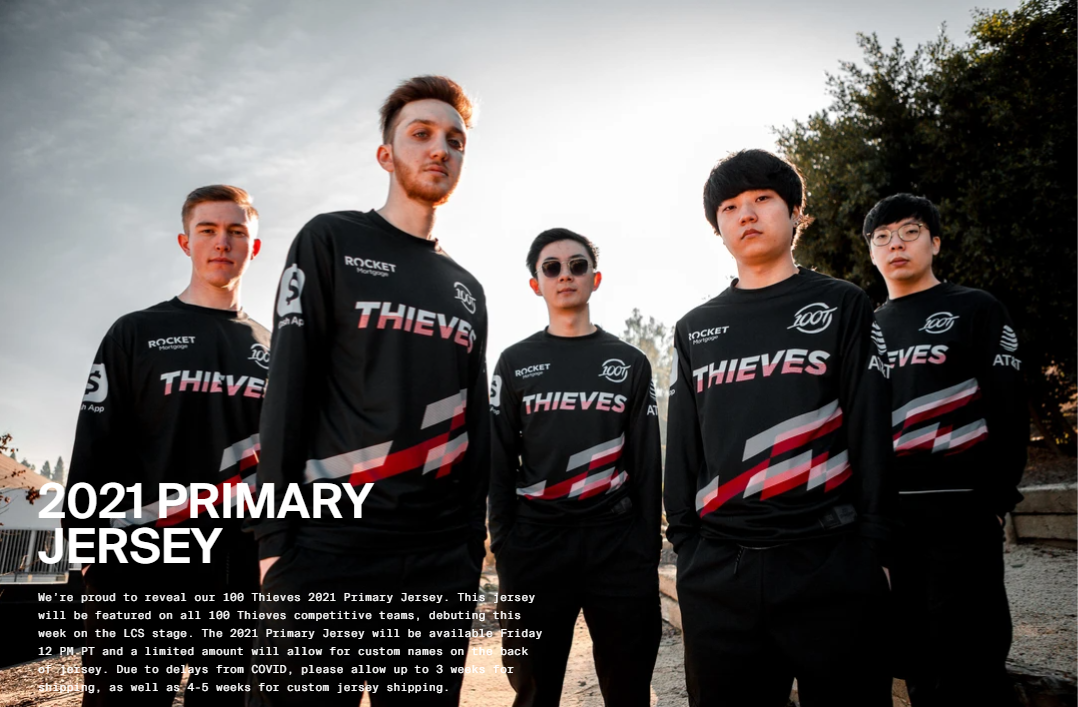 ROCKET
Mortgage
100T
THIEVES
sh App
ROCKET
Mortgage
100
THIEVES
h App
ROCKET
Mortgage
100T
THIEVES
AT
ROCKET
Mortgage
100T
THIEVES
100T
EVES
AT&T
2021 PRIMARY
JERSEY
We're proud to reveal our 100 Thieves 2021 Primary Jersey. This jersey
will be featured on all 100 Thieves competitive teams, debuting this
week on the LCS stage. The 2021 Primary Jersey will be available Friday
12 PM PT and a limited amount will allow for custom names on the back
of jersey. Due to delays from COVID, please allow up to 3 weeks for
shipping, as well as 4-5 weeks for custom jersey shipping.